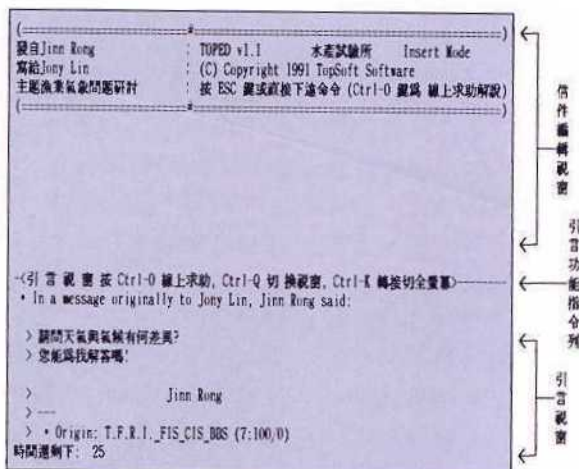 (====================#====================================)
發自Jinn Rong : TOPED v1.1 水產試驗所 Insert Mode
寫給Jony Lin : (C) Copyright 1991 TopSoft Software
主題漁業氣象問題研討 : 按 ESC 鍵或直接下達命令 (Ctrl-O 鍵為 線上求助解說)
(====================#====================================)
信件編輯視窗
-<引 言 視 窗 按 Ctrl-O 線上求助, Ctrl-Q 切 換視窗, Ctrl-K 轉接切全螢幕>-------
引言功能指令列
• In a message originally to Jony Lin, Jinn Rong said:
> 請問天氣與氣候有何差異?
> 您能為我解答嗎!
> Jinn Rong
> ---
> • Origin: T.F.R.I._FIS_CIS_BBS (7:100/0)
時間還剩下: 25
引言視窗